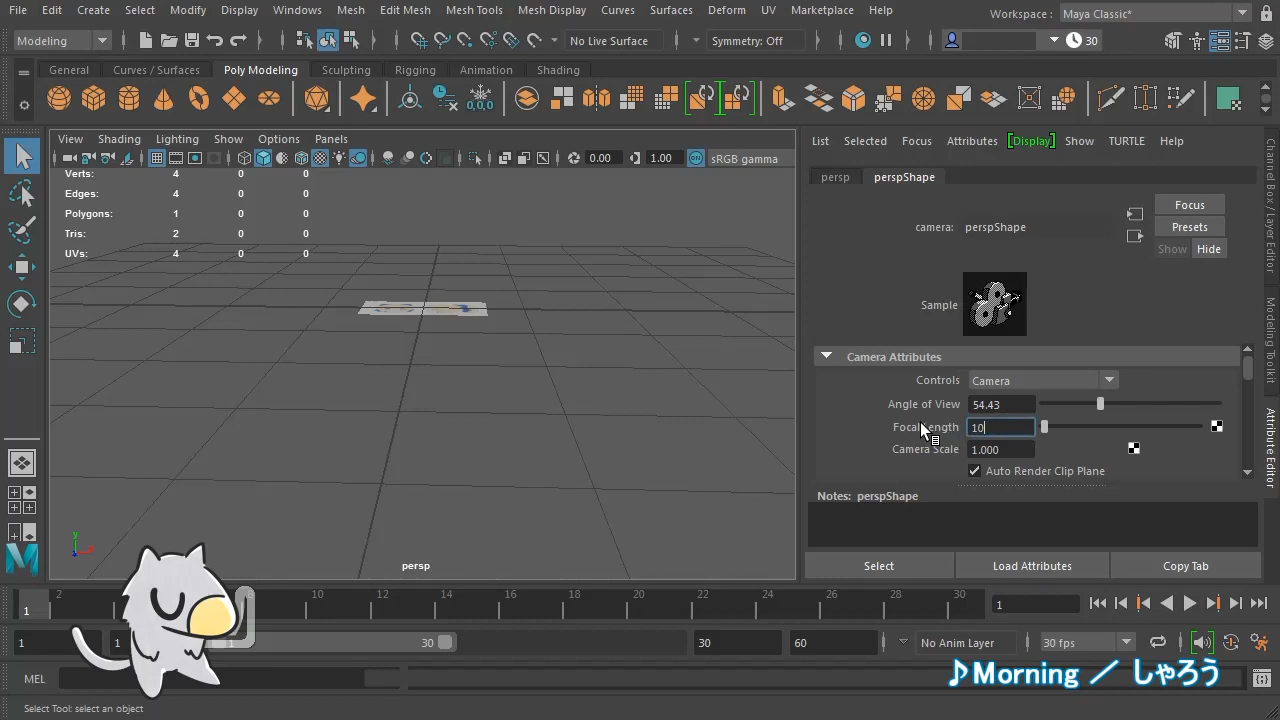 File Edit Create Select Modify Display Windows Mesh Edit Mesh Mesh Tools Mesh Display Curves Surfaces Deform UV Marketplace Help
Workspace : Maya Classic*
Modeling No Live Surface Symmetry: Off 30
General Curves / Surfaces Poly Modeling Sculpting Rigging Animation Shading
0,0,0
View Shading Lighting Show Options Panels
0.00 1.00 ON sRGB gamma
Verts: 4 0 0
Edges: 4 0 0
Polygons: 1 0 0
Tris: 2 0 0
UVs: 4 0 0
y
persp
List Selected Focus Attributes [Display] Show TURTLE Help
persp perspShape
camera: perspShape
Focus
Presets
Show Hide
Sample
Camera Attributes
Controls Camera
Angle of View 54.43
Focal Length 10
Camera Scale 1.000
Auto Render Clip Plane
Notes: perspShape
Select Load Attributes Copy Tab
Channel Box / Layer Editor
Modeling Toolkit
Attribute Editor
1 2 8 10 12 14 16 18 20 22 24 26 28 30 1
1 1 1 30 30 60 No Anim Layer 30 fps
MEL
♪Morning ／ しゃろう
Select Tool: select an object